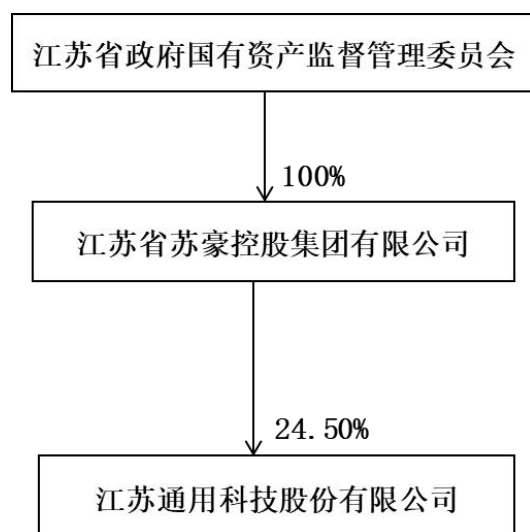 江苏省政府国有资产监督管理委员会
100%
江苏省苏豪控股集团有限公司
24.50%
江苏通用科技股份有限公司